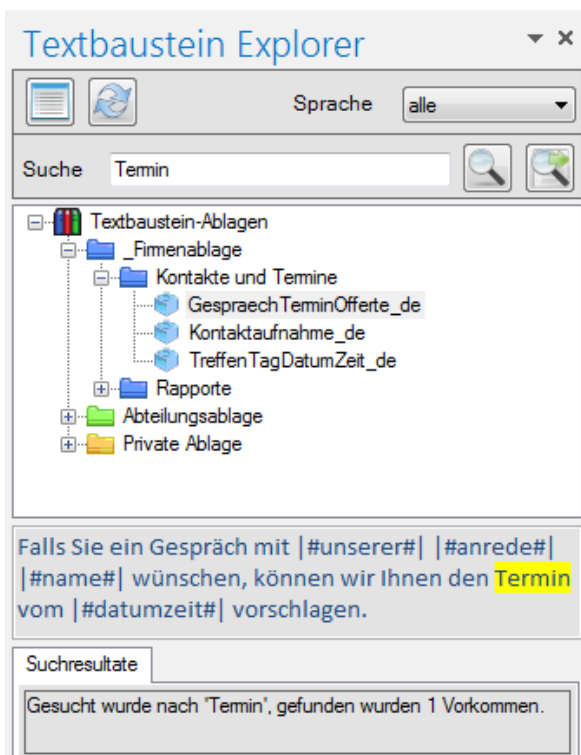 Textbaustein Explorer
Sprache alle
Suche Termin
Textbaustein-Ablagen
_Firmenablage
Kontakte und Termine
GespraechTerminOfferte_de
Kontaktaufnahme_de
TreffenTagDatumZeit_de
Rapporte
Abteilungsablage
Private Ablage
Falls Sie ein Gespräch mit |#unserer#| |#anrede#|
|#name#| wünschen, können wir Ihnen den Termin
vom |#datumzeit#| vorschlagen.
Suchresultate
Gesucht wurde nach 'Termin', gefunden wurden 1 Vorkommen.